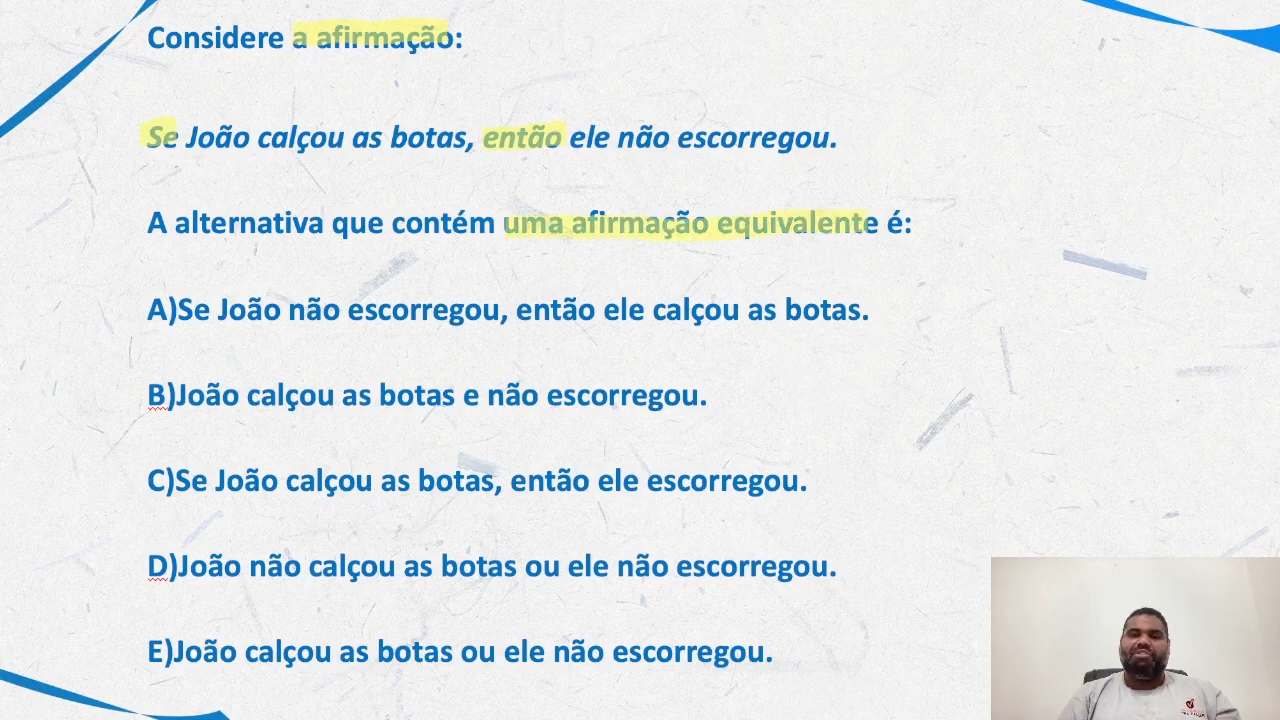 Considere a afirmação:
Se João calçou as botas, então ele não escorregou.
A alternativa que contém uma afirmação equivalente é:
A)Se João não escorregou, então ele calçou as botas.
B)João calçou as botas e não escorregou.
C)Se João calçou as botas, então ele escorregou.
D)João não calçou as botas ou ele não escorregou.
E)João calçou as botas ou ele não escorregou.